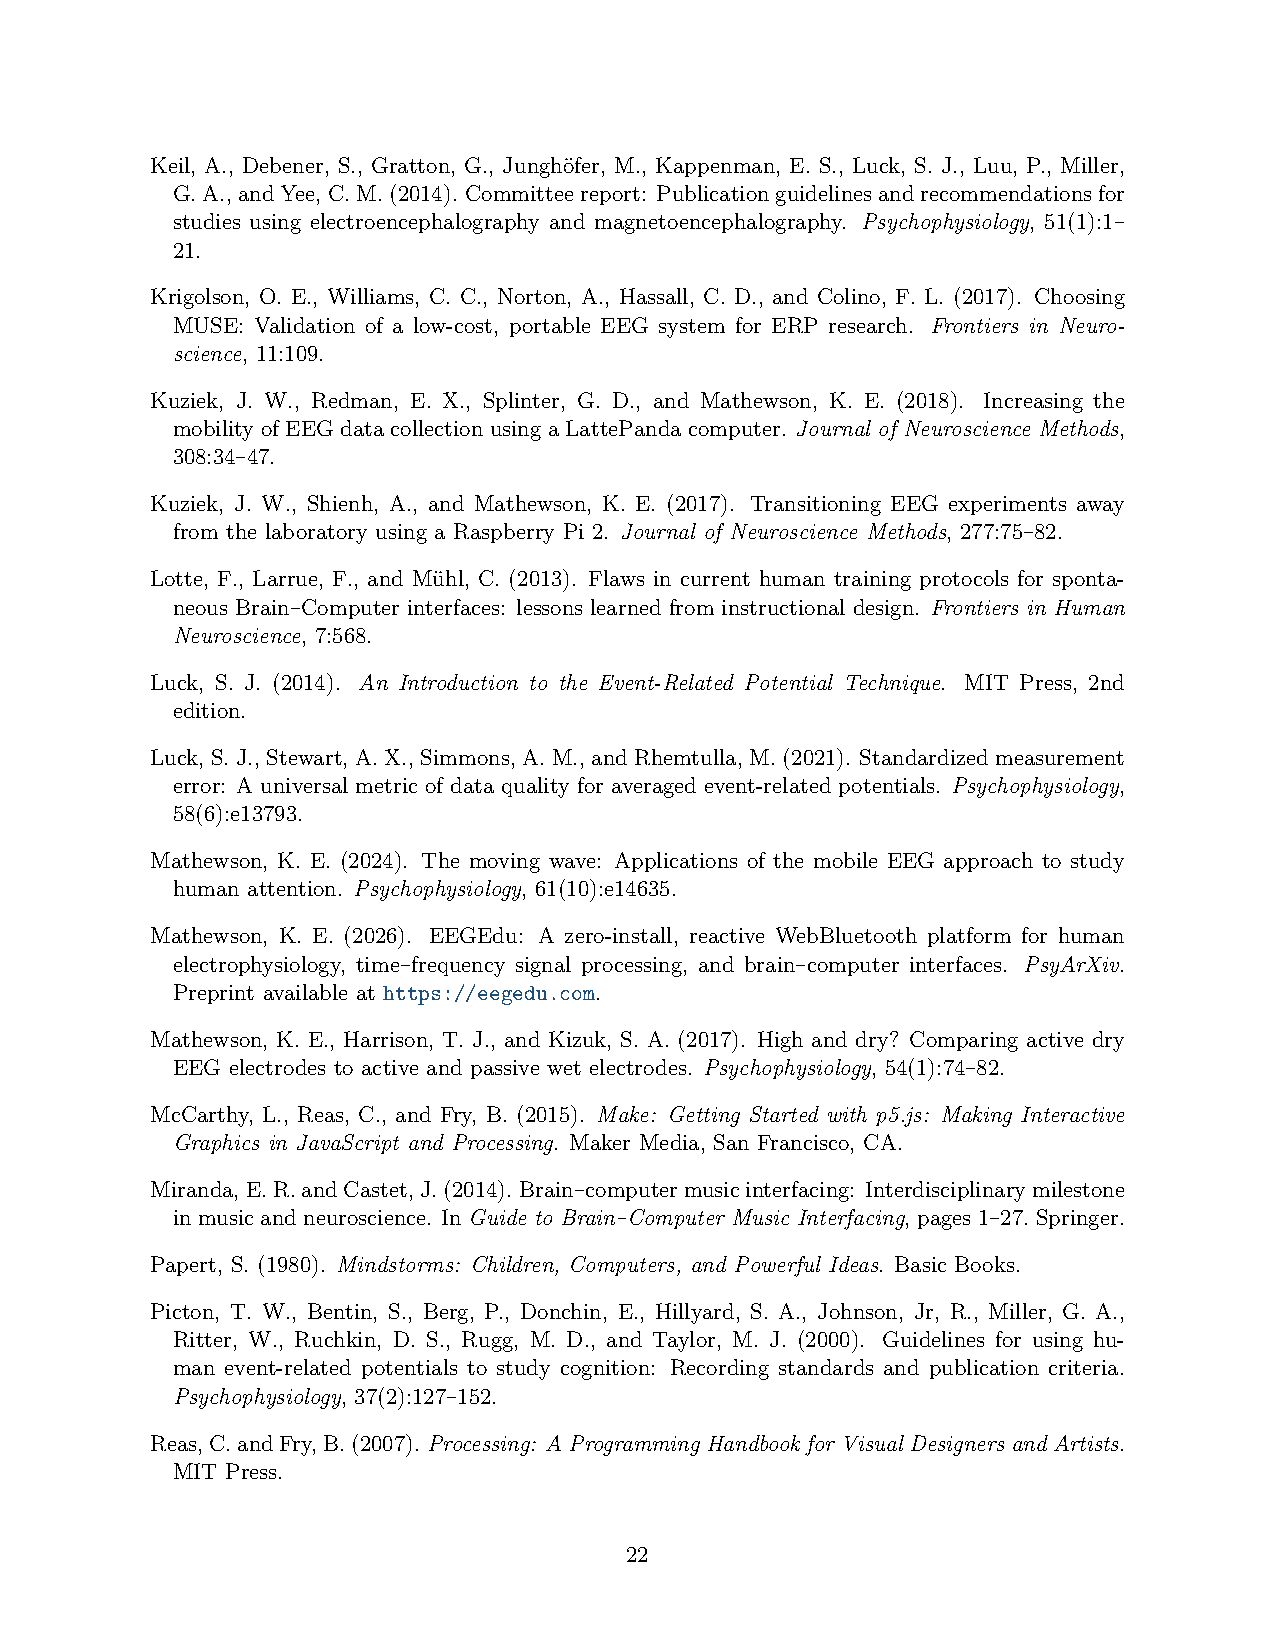 Keil, A., Debener, S., Gratton, G., Junghöfer, M., Kappenman, E. S., Luck, S. J., Luu, P., Miller,
G. A., and Yee, C. M. (2014). Committee report: Publication guidelines and recommendations for
studies using electroencephalography and magnetoencephalography. Psychophysiology, 51(1):1–
21.
Krigolson, O. E., Williams, C. C., Norton, A., Hassall, C. D., and Colino, F. L. (2017). Choosing
MUSE: Validation of a low-cost, portable EEG system for ERP research. Frontiers in Neuro-
science, 11:109.
Kuziek, J. W., Redman, E. X., Splinter, G. D., and Mathewson, K. E. (2018). Increasing the
mobility of EEG data collection using a LattePanda computer. Journal of Neuroscience Methods,
308:34–47.
Kuziek, J. W., Shienh, A., and Mathewson, K. E. (2017). Transitioning EEG experiments away
from the laboratory using a Raspberry Pi 2. Journal of Neuroscience Methods, 277:75–82.
Lotte, F., Larrue, F., and Mühl, C. (2013). Flaws in current human training protocols for sponta-
neous Brain–Computer interfaces: lessons learned from instructional design. Frontiers in Human
Neuroscience, 7:568.
Luck, S. J. (2014). An Introduction to the Event-Related Potential Technique. MIT Press, 2nd
edition.
Luck, S. J., Stewart, A. X., Simmons, A. M., and Rhemtulla, M. (2021). Standardized measurement
error: A universal metric of data quality for averaged event-related potentials. Psychophysiology,
58(6):e13793.
Mathewson, K. E. (2024). The moving wave: Applications of the mobile EEG approach to study
human attention. Psychophysiology, 61(10):e14635.
Mathewson, K. E. (2026). EEGEdu: A zero-install, reactive WebBluetooth platform for human
electrophysiology, time–frequency signal processing, and brain–computer interfaces. PsyArXiv.
Preprint available at https://eegedu.com.
Mathewson, K. E., Harrison, T. J., and Kizuk, S. A. (2017). High and dry? Comparing active dry
EEG electrodes to active and passive wet electrodes. Psychophysiology, 54(1):74–82.
McCarthy, L., Reas, C., and Fry, B. (2015). Make: Getting Started with p5.js: Making Interactive
Graphics in JavaScript and Processing. Maker Media, San Francisco, CA.
Miranda, E. R. and Castet, J. (2014). Brain–computer music interfacing: Interdisciplinary milestone
in music and neuroscience. In Guide to Brain–Computer Music Interfacing, pages 1–27. Springer.
Papert, S. (1980). Mindstorms: Children, Computers, and Powerful Ideas. Basic Books.
Picton, T. W., Bentin, S., Berg, P., Donchin, E., Hillyard, S. A., Johnson, Jr, R., Miller, G. A.,
Ritter, W., Ruchkin, D. S., Rugg, M. D., and Taylor, M. J. (2000). Guidelines for using hu-
man event-related potentials to study cognition: Recording standards and publication criteria.
Psychophysiology, 37(2):127–152.
Reas, C. and Fry, B. (2007). Processing: A Programming Handbook for Visual Designers and Artists.
MIT Press.
22